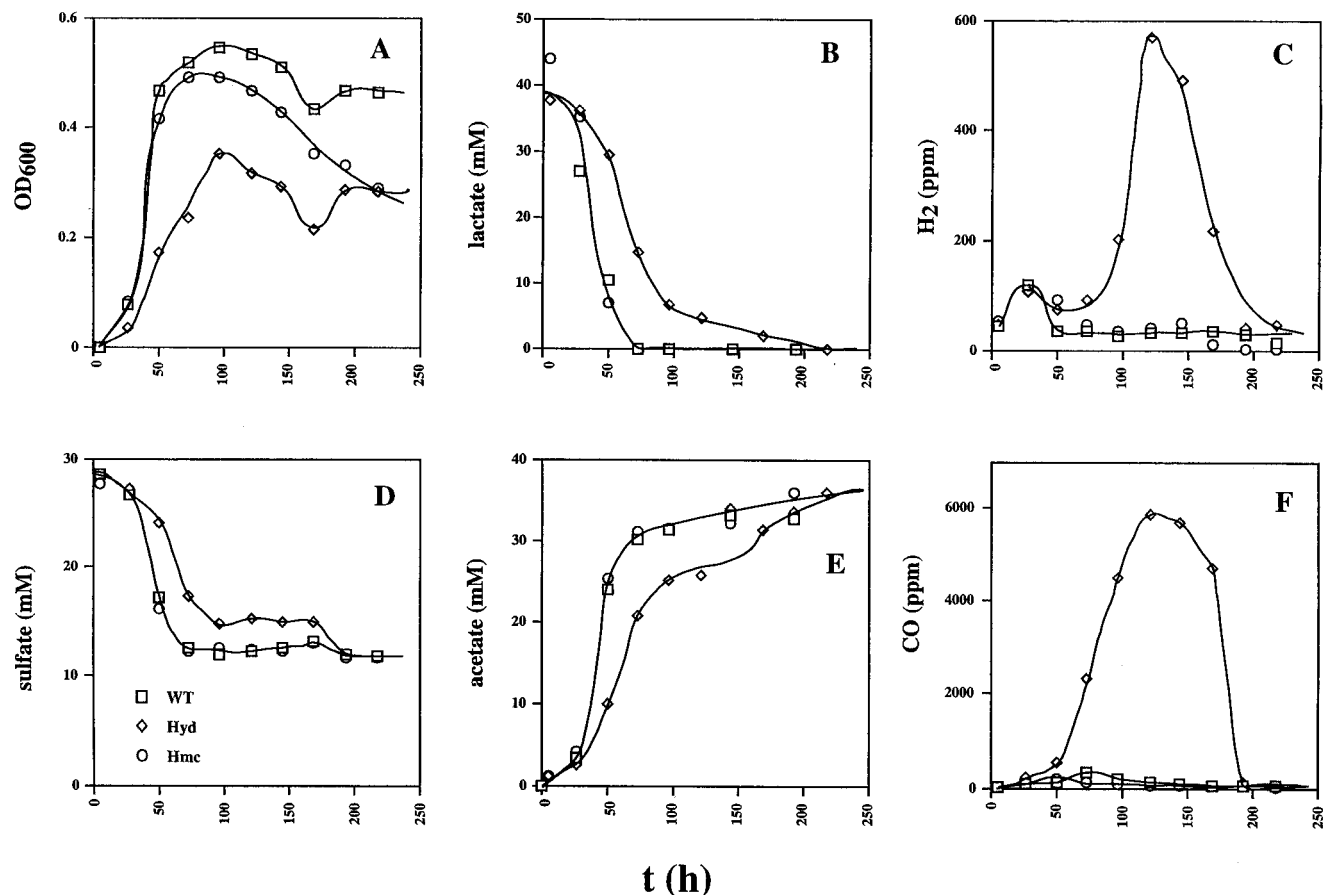 A
OD600
0.6
0.4
0.2
0
0 50 100 150 200 250
B
lactate (mM)
50
40
30
20
10
0
0 50 100 150 200 250
C
H2 (ppm)
600
400
200
0
0 50 100 150 200 250
D
sulfate (mM)
30
20
10
0
WT
Hyd
Hmc
0 50 100 150 200 250
E
acetate (mM)
40
30
20
10
0
0 50 100 150 200 250
F
CO (ppm)
6000
4000
2000
0
0 50 100 150 200 250
t (h)